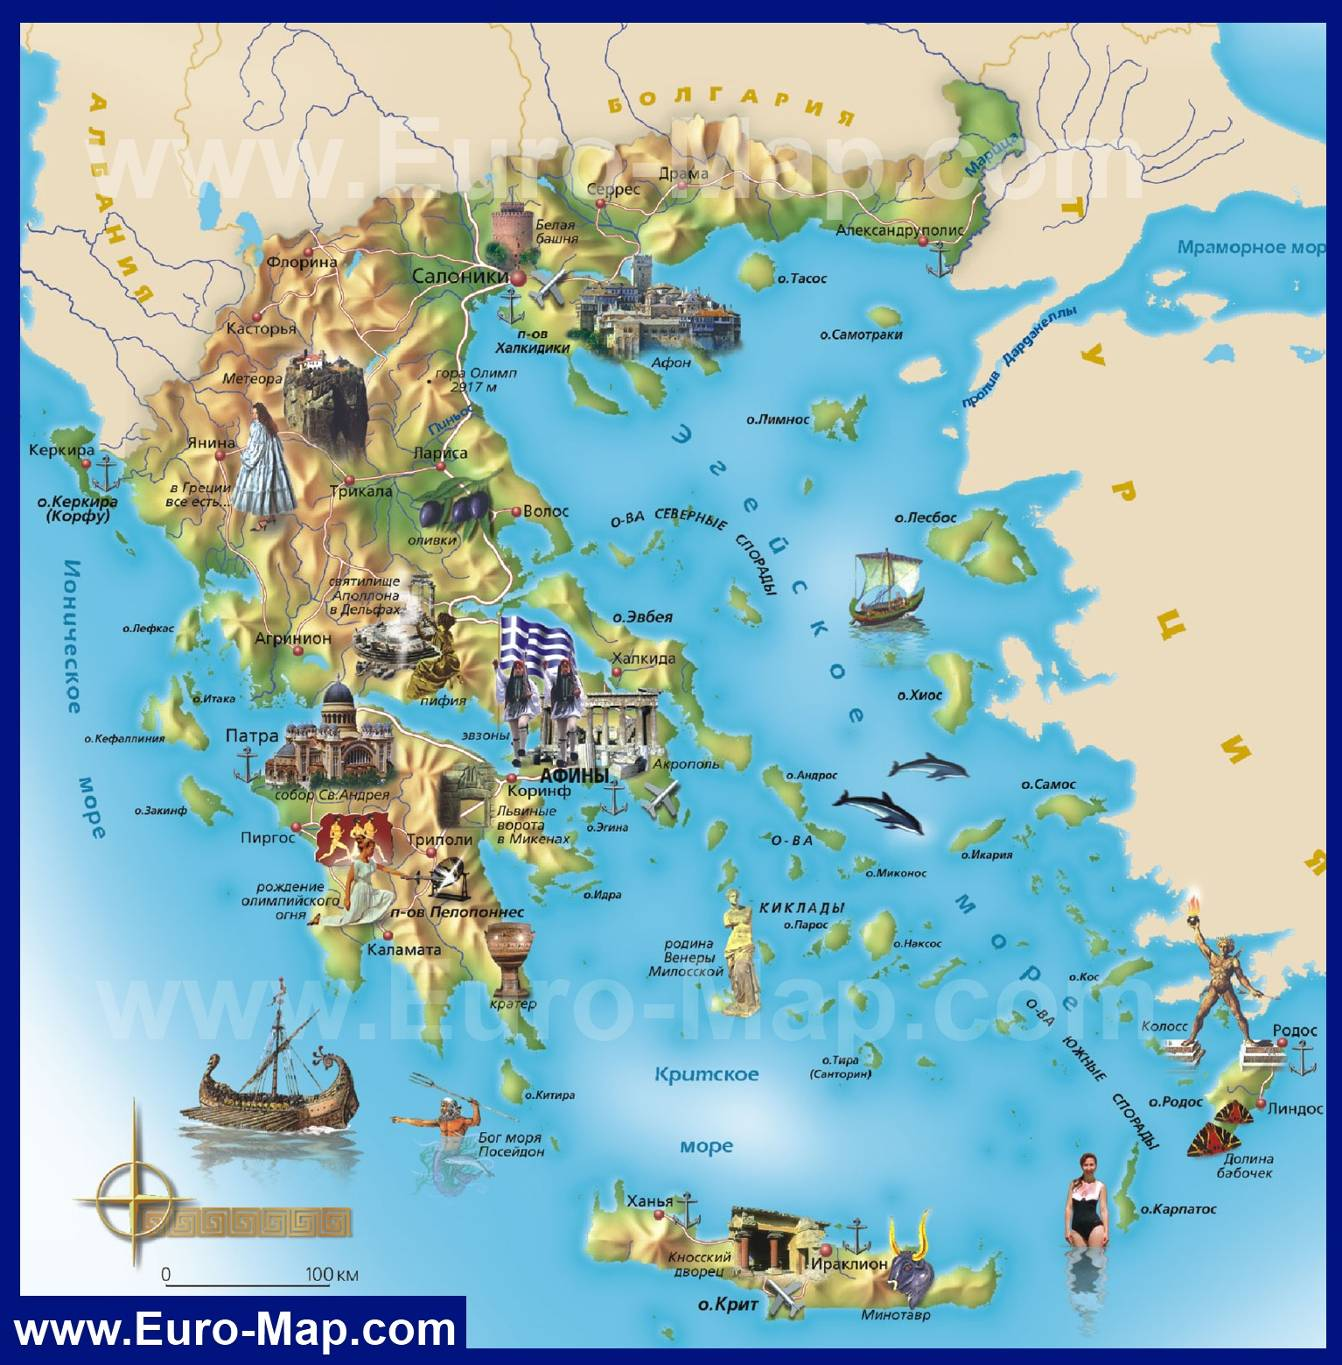 БОЛГАРИЯ
АЛБАНИЯ
ТУРЦИЯ
www.Euro-Map.com
Марица
Драма
Серрес
Александруполис
Мраморное мор
Белая
башня
Флорина
Салоники
о.Тасос
о.Самотраки
пролив Дарданеллы
Касторья
п-ов
Халкидики
Афон
Метеора
гора Олимп
2917 м
Пиньос
о.Лимнос
Эгейское море
Янина
Лариса
Керкира
о.Керкира
(Корфу)
в Греции
все есть...
Трикала
Волос
оливки
О-ВА СЕВЕРНЫЕ СПОРАДЫ
о.Лесбос
Ионическое море
святилище
Аполлона
в Дельфах
о.Эвбея
о.Лефкас
Агринион
Халкида
о.Итака
пифия
о.Хиос
о.Кефаллиния
Патра
эвзоны
Акрополь
АФИНЫ
Коринф
собор Св.Андрея
о.Андрос
о.Самос
о.Закинф
Львиные
ворота
в Микенах
о.Эгина
Пиргос
Триполи
О-ВА
КИКЛАДЫ
о.Икария
о.Миконос
рождение
олимпийского
огня
о.Идра
п-ов Пелопоннес
о.Парос
о.Наксос
Каламата
родина
Венеры
Милосской
кратер
о.Кос
www.Euro-Map.com
О-ВА ЮЖНЫЕ СПОРАДЫ
Колосс
Родос
о.Тира
(Санторин)
Критское
море
о.Китира
о.Родос
Линдос
Бог моря
Посейдон
Долина
бабочек
Ханья
о.Карпатос
Кносский
дворец
Ираклион
о.Крит
Минотавр
0 100 км
www.Euro-Map.com